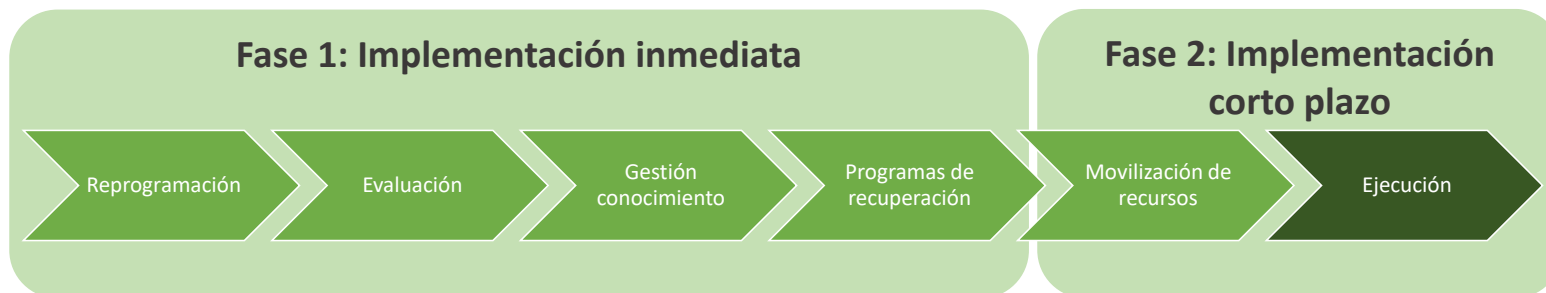 Fase 1: Implementación inmediata
Fase 2: Implementación
corto plazo
Reprogramación
Evaluación
Gestión
conocimiento
Programas de
recuperación
Movilización de
recursos
Ejecución